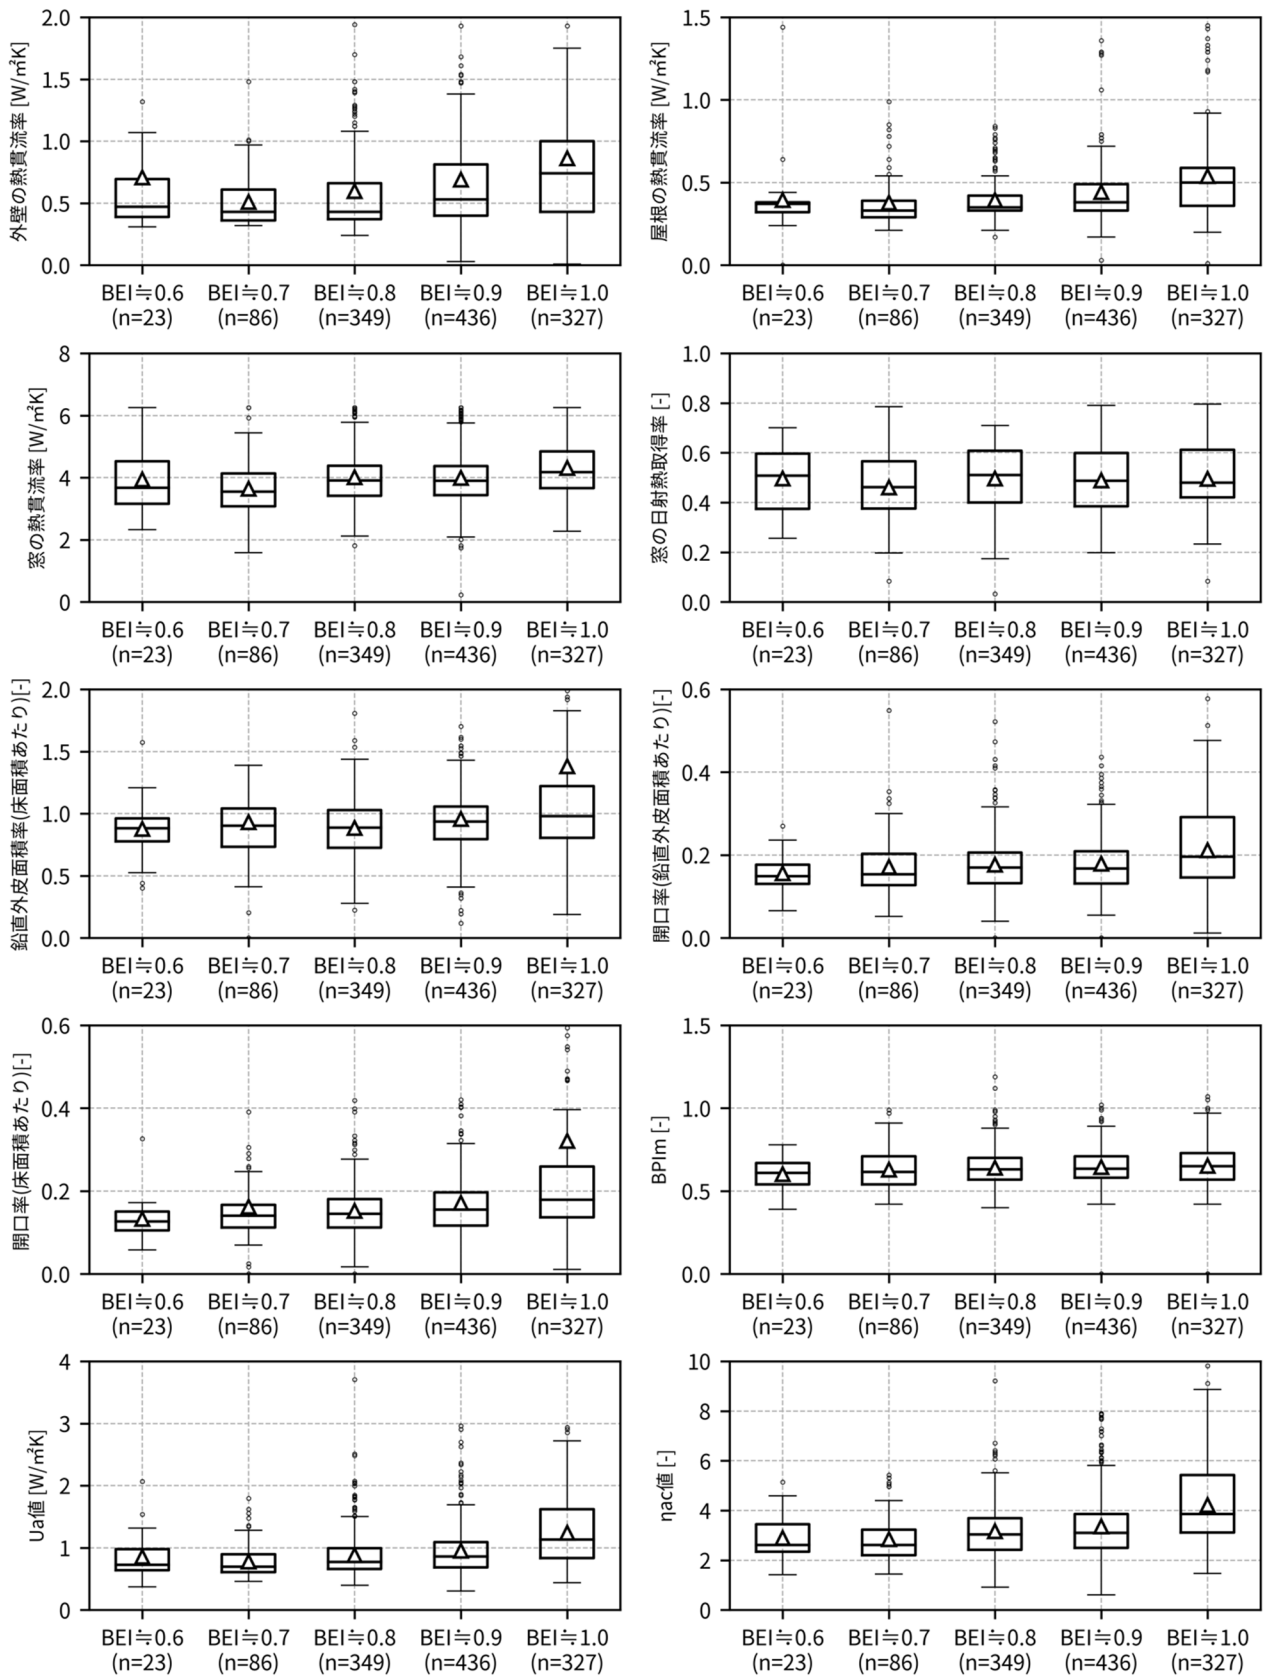 外壁の熱貫流率 [W/㎡K]
2.0
1.5
1.0
0.5
0.0
BEI≒0.6 BEI≒0.7 BEI≒0.8 BEI≒0.9 BEI≒1.0
(n=23) (n=86) (n=349) (n=436) (n=327)
屋根の熱貫流率 [W/㎡K]
1.5
1.0
0.5
0.0
BEI≒0.6 BEI≒0.7 BEI≒0.8 BEI≒0.9 BEI≒1.0
(n=23) (n=86) (n=349) (n=436) (n=327)
窓の熱貫流率 [W/㎡K]
8
6
4
2
0
BEI≒0.6 BEI≒0.7 BEI≒0.8 BEI≒0.9 BEI≒1.0
(n=23) (n=86) (n=349) (n=436) (n=327)
窓の日射熱取得率 [-]
1.0
0.8
0.6
0.4
0.2
0.0
BEI≒0.6 BEI≒0.7 BEI≒0.8 BEI≒0.9 BEI≒1.0
(n=23) (n=86) (n=349) (n=436) (n=327)
鉛直外皮面積率(床面積あたり)[-]
2.0
1.5
1.0
0.5
0.0
BEI≒0.6 BEI≒0.7 BEI≒0.8 BEI≒0.9 BEI≒1.0
(n=23) (n=86) (n=349) (n=436) (n=327)
開口率(鉛直外皮面積あたり)[-]
0.6
0.4
0.2
0.0
BEI≒0.6 BEI≒0.7 BEI≒0.8 BEI≒0.9 BEI≒1.0
(n=23) (n=86) (n=349) (n=436) (n=327)
開口率(床面積あたり)[-]
0.6
0.4
0.2
0.0
BEI≒0.6 BEI≒0.7 BEI≒0.8 BEI≒0.9 BEI≒1.0
(n=23) (n=86) (n=349) (n=436) (n=327)
BPIm [-]
1.5
1.0
0.5
0.0
BEI≒0.6 BEI≒0.7 BEI≒0.8 BEI≒0.9 BEI≒1.0
(n=23) (n=86) (n=349) (n=436) (n=327)
Ua値 [W/㎡K]
4
3
2
1
0
BEI≒0.6 BEI≒0.7 BEI≒0.8 BEI≒0.9 BEI≒1.0
(n=23) (n=86) (n=349) (n=436) (n=327)
ηac値 [-]
10
8
6
4
2
0
BEI≒0.6 BEI≒0.7 BEI≒0.8 BEI≒0.9 BEI≒1.0
(n=23) (n=86) (n=349) (n=436) (n=327)